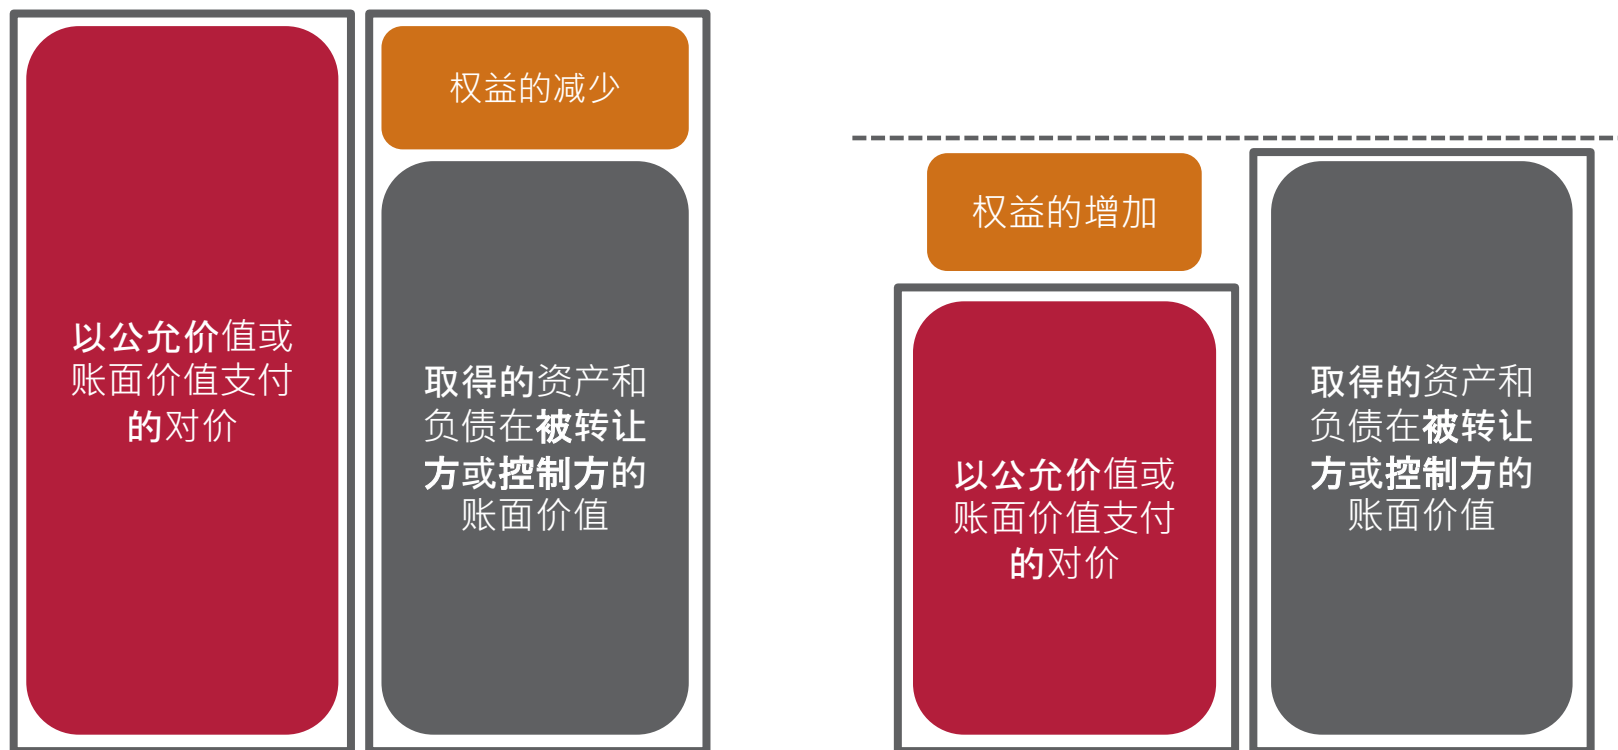 以公允价值或
账面价值支付
的对价
权益的减少
取得的资产和
负债在被转让
方或控制方的
账面价值
权益的增加
以公允价值或
账面价值支付
的对价
取得的资产和
负债在被转让
方或控制方的
账面价值